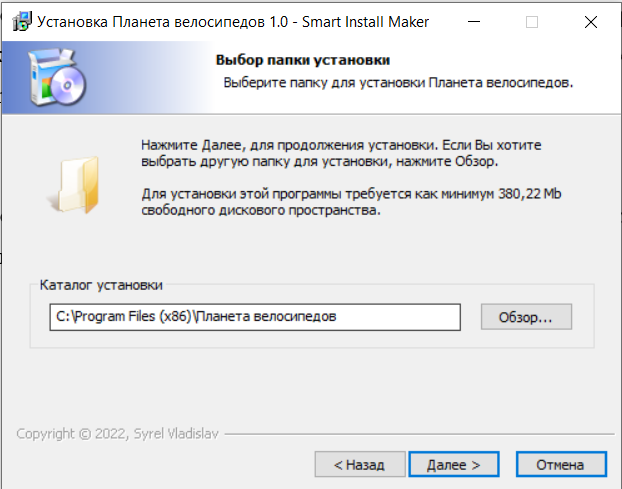 Установка Планета велосипедов 1.0 - Smart Install Maker
Выбор папки установки
Выберите папку для установки Планета велосипедов.
Нажмите Далее, для продолжения установки. Если Вы хотите
выбрать другую папку для установки, нажмите Обзор.
Для установки этой программы требуется как минимум 380,22 Mb
свободного дискового пространства.
Каталог установки
C:\Program Files (x86)\Планета велосипедов
Обзор...
Copyright © 2022, Syrel Vladislav
< Назад
Далее >
Отмена